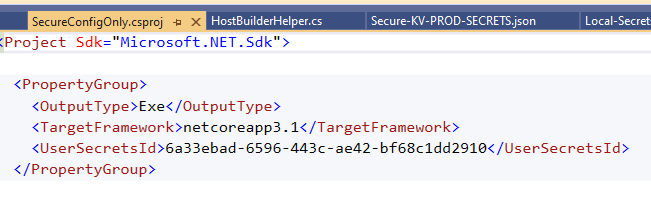 SecureConfigOnly.csproj HostBuilderHelper.cs Secure-KV-PROD-SECRETS.json Local-Secret
<Project Sdk="Microsoft.NET.Sdk">
<PropertyGroup>
<OutputType>Exe</OutputType>
<TargetFramework>netcoreapp3.1</TargetFramework>
<UserSecretsId>6a33ebad-6596-443c-ae42-bf68c1dd2910</UserSecretsId>
</PropertyGroup>